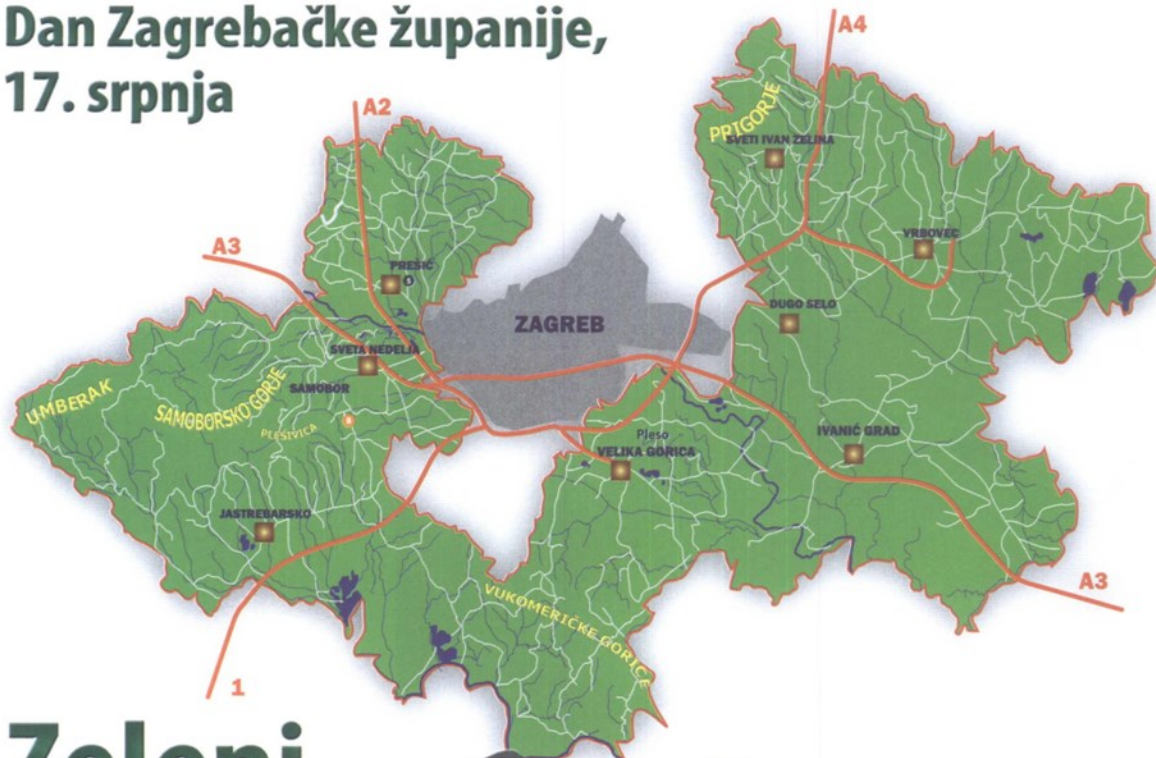 Dan Zagrebačke županije,
17. srpnja
A4
A2
PRIGORJE
SVETI IVAN ZELINA
A3
VRBOVEC
PREŠIĆ
S
DUGO SELO
ZAGREB
SVETA NEDELJA
SAMOBOR
UMBERAK
SAMOBORSKO GORJE
PLEŠIVICA
Pleso
VELIKA GORICA
IVANIĆ GRAD
JASTREBARSKO
VUKOMERIČKE GORICE
A3
1
Zeleni